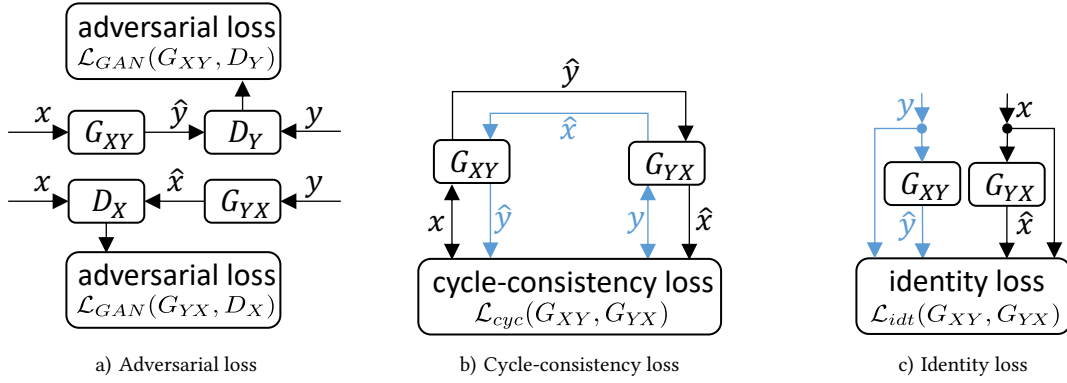 adversarial loss
ℒ_GAN(G_XY, D_Y)
x
G_XY
ŷ
D_Y
y
x
D_X
x̂
G_YX
y
adversarial loss
ℒ_GAN(G_YX, D_X)
a) Adversarial loss
ŷ
x̂
G_XY
G_YX
x
ŷ
y
x̂
cycle-consistency loss
ℒ_cyc(G_XY, G_YX)
b) Cycle-consistency loss
y
x
G_XY
G_YX
ŷ
x̂
identity loss
ℒ_idt(G_XY, G_YX)
c) Identity loss